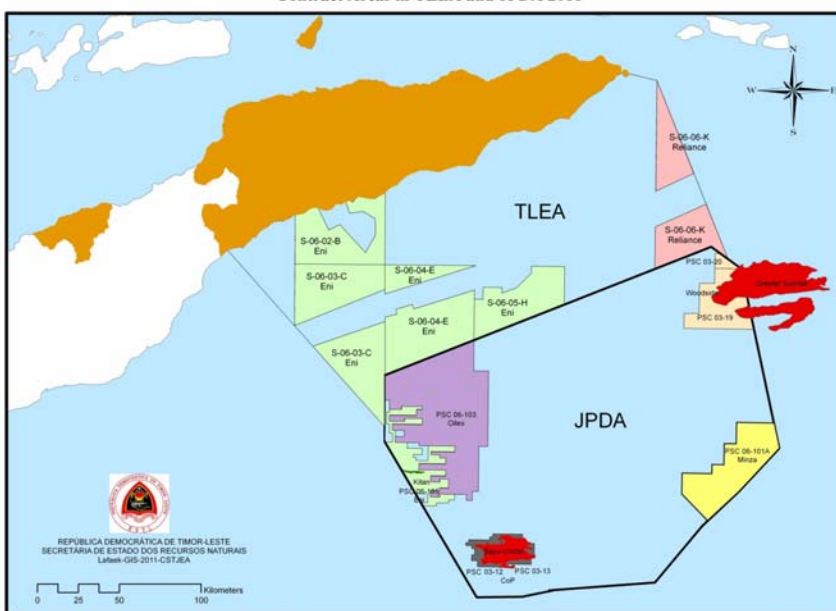 N
W
E
S
S-06-06-K
Reliance
TLEA
S-06-06-K
Reliance
S-06-02-B
Eni
S-06-03-C
Eni
S-06-04-E
Eni
S-06-05-H
Eni
S-06-04-E
Eni
S-06-03-C
Eni
PSC 03-20
Greater Sunrise
Woodside
PSC 03-19
PSC 06-103
Oilex
JPDA
PSC 06-101A
Minza
Kitan
Eni
PSC 03-12
PSC 03-13
CoP
REPÚBLICA DEMOCRÁTICA DE TIMOR-LESTE
SECRETÁRIA DE ESTADO DOS RECURSOS NATURAIS
Lafaek-GIS-2011-CSTJEA
Kilometers
0
25
50
100